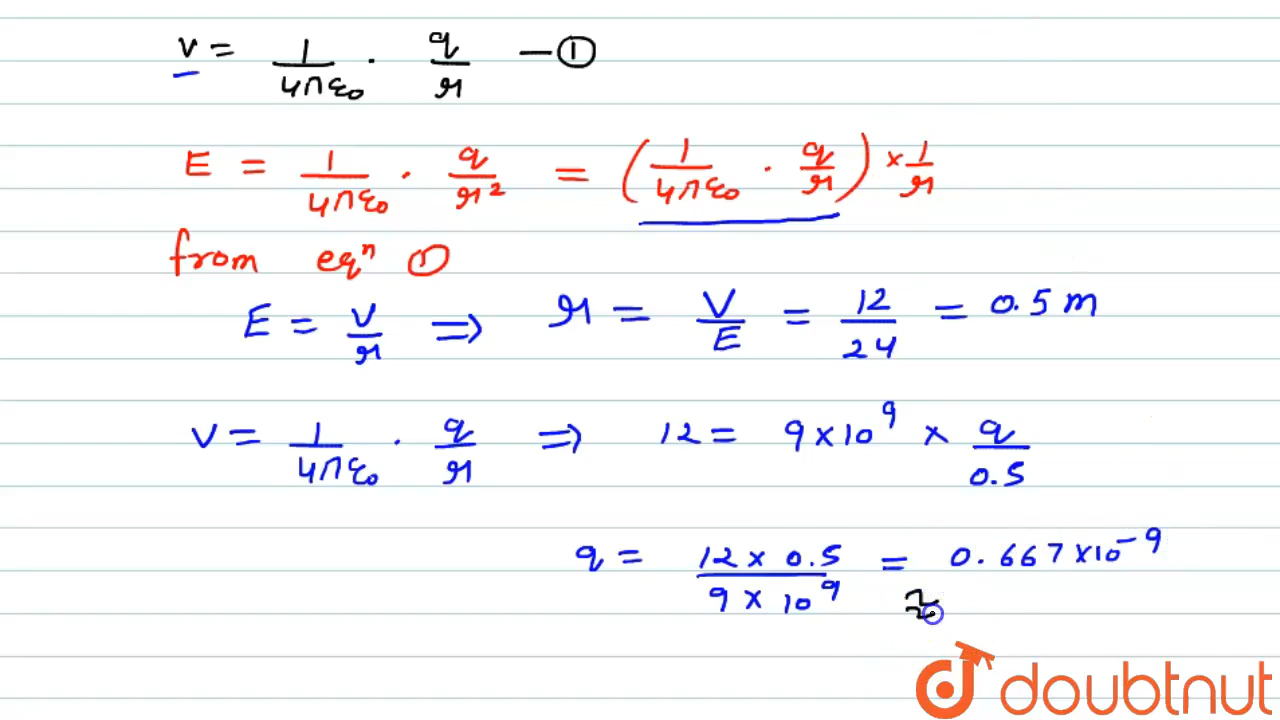 v = 1/4πε₀ · q/r —①
E = 1/4πε₀ · q/r² = (1/4πε₀ · q/r) × 1/r
from eqⁿ ①
E = V/r ⇒ r = V/E = 12/24 = 0.5 m
V = 1/4πε₀ · q/r ⇒ 12 = 9×10⁹ × q/0.5
q = 12 × 0.5/9 × 10⁹ = 0.667×10⁻⁹
≈
doubtnut